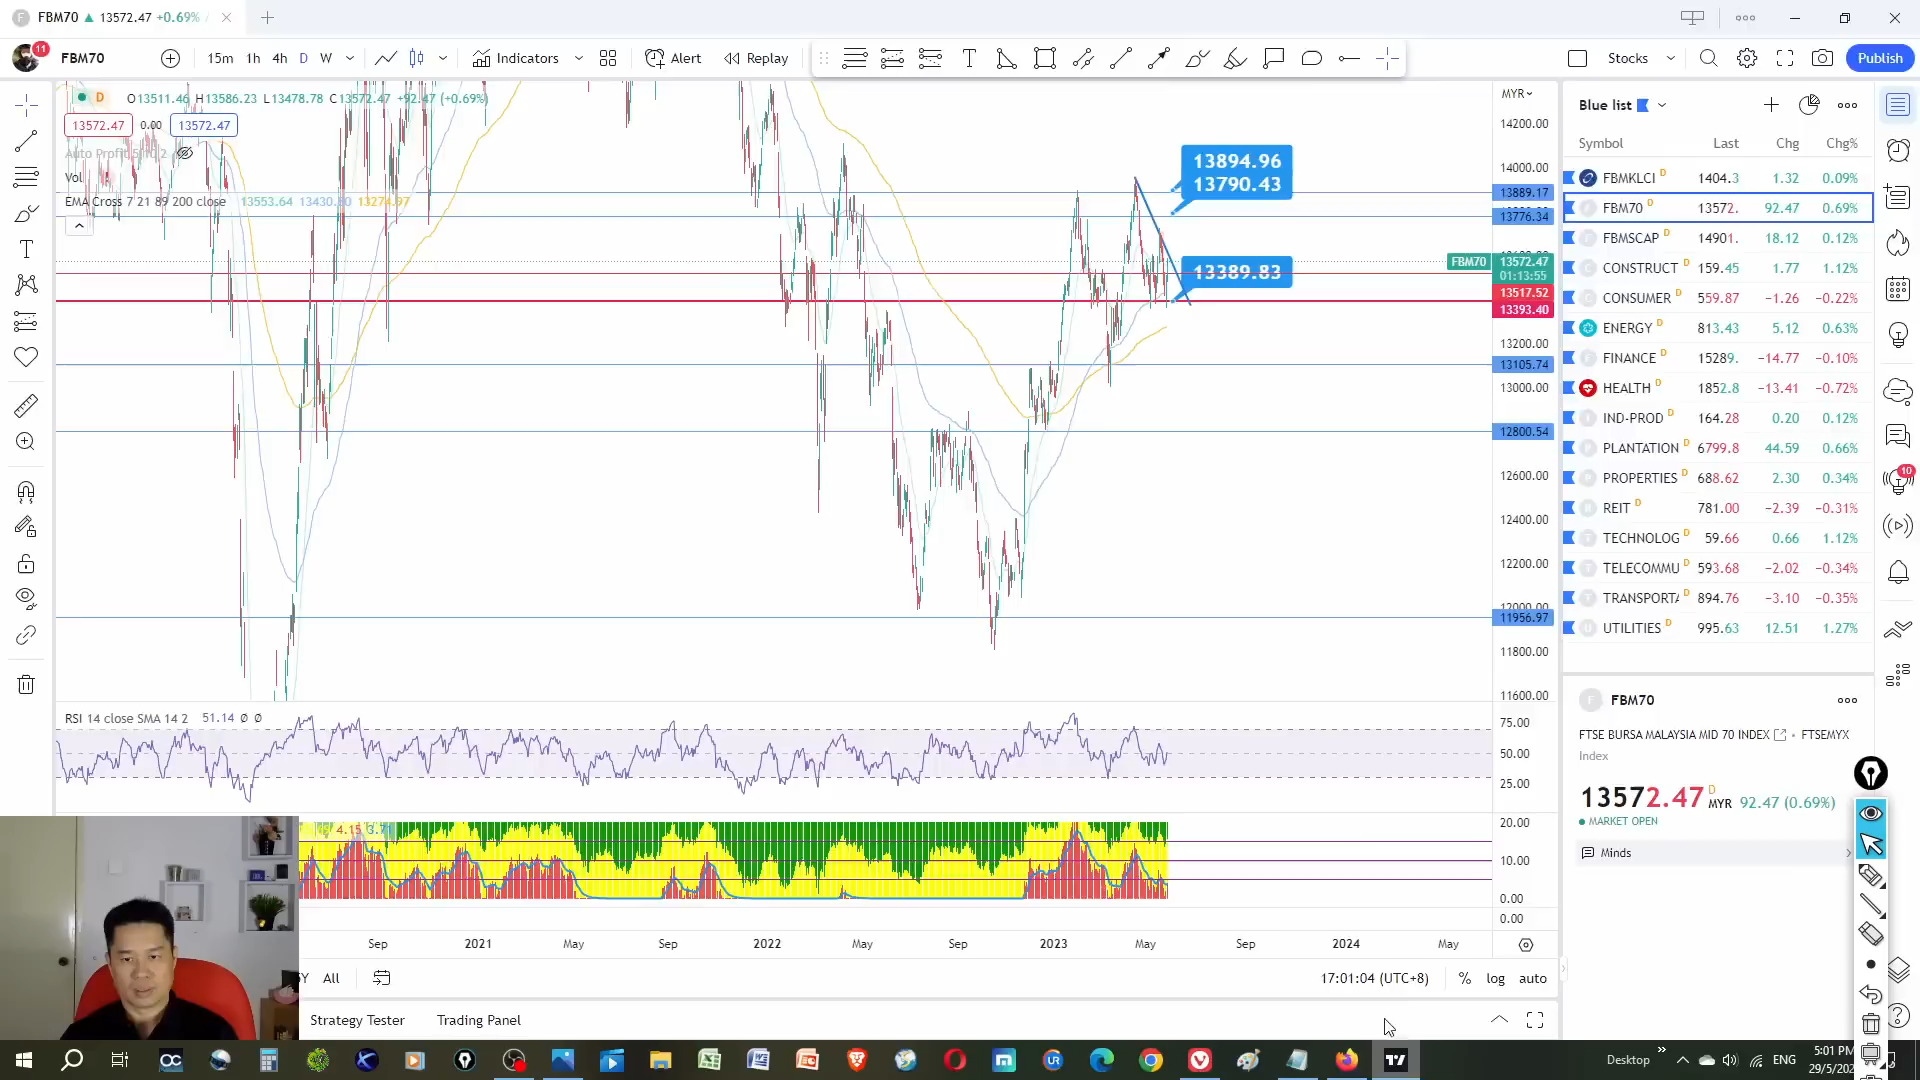 FBM70 ▲ 13572.47 +0.69% /
11
FBM70
15m 1h 4h D W
Indicators
Alert
Replay
Stocks
Publish
D O13511.46 H13586.23 L13478.78 C13572.47 +92.47 (+0.69%)
13572.47 0.00 13572.47
Vol
EMA Cross 7 21 89 200 close 13553.64
MYR
14200.00
14000.00
13889.17
13776.34
FBM70 13572.47
01:13:55
13517.52
13393.40
13200.00
13105.74
13000.00
12800.54
12600.00
12400.00
12200.00
12000.00
11956.97
11800.00
11600.00
13894.96
13790.43
13389.83
RSI 14 close SMA 14 2 51.14 Ø Ø
75.00
50.00
25.00
4.15
20.00
10.00
0.00
0.00
Sep 2021 May Sep 2022 May Sep 2023 May Sep 2024 May
All
17:01:04 (UTC+8) % log auto
Strategy Tester
Trading Panel
Blue list
Symbol Last Chg Chg%
FBMKLCI D 1404.3 1.32 0.09%
FBM70 D 13572. 92.47 0.69%
FBMSCAP D 14901. 18.12 0.12%
CONSTRUCT D 159.45 1.77 1.12%
CONSUMER D 559.87 −1.26 −0.22%
ENERGY D 813.43 5.12 0.63%
FINANCE D 15289. −14.77 −0.10%
HEALTH D 1852.8 −13.41 −0.72%
IND-PROD D 164.28 0.20 0.12%
PLANTATION D 6799.8 44.59 0.66%
PROPERTIES D 688.62 2.30 0.34%
REIT D 781.00 −2.39 −0.31%
TECHNOLOG D 59.66 0.66 1.12%
TELECOMMU D 593.68 −2.02 −0.34%
TRANSPORTA D 894.76 −3.10 −0.35%
UTILITIES D 995.63 12.51 1.27%
10
F FBM70
FTSE BURSA MALAYSIA MID 70 INDEX • FTSEMYX
Index
13572.47 D MYR 92.47 (0.69%)
MARKET OPEN
Minds
Desktop
ENG
5:01 PM